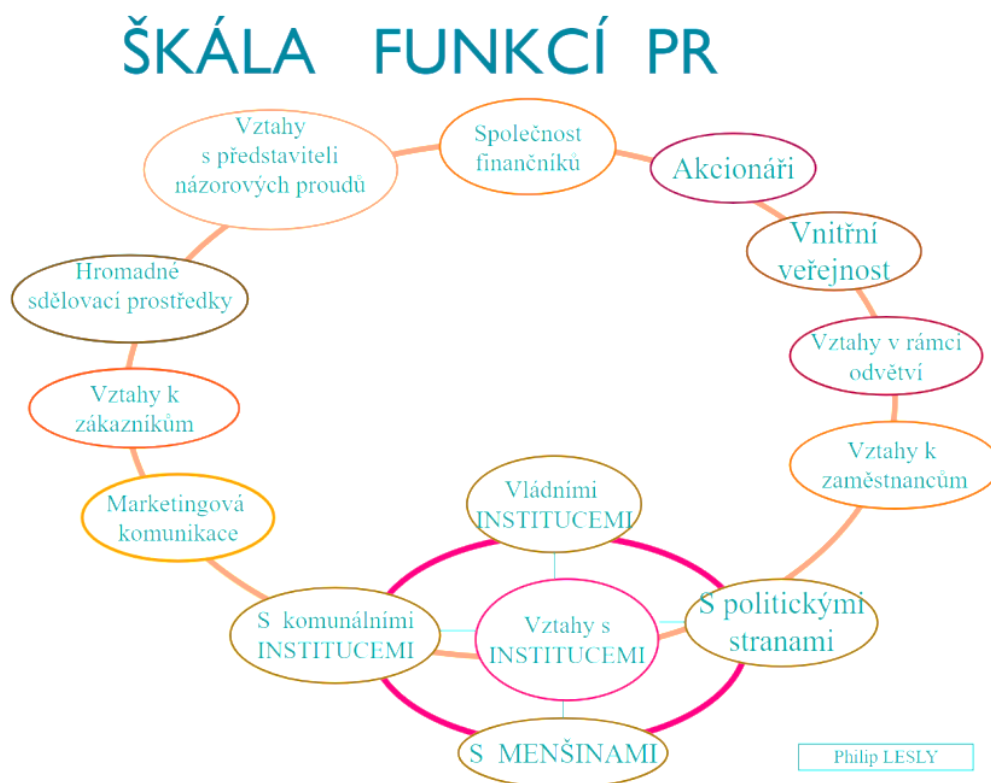 ŠKÁLA FUNKCÍ PR
Vztahy
s představiteli
názorových proudů
Společnost
finančníků
Akcionáři
Vnitřní
veřejnost
Hromadné
sdělovací prostředky
Vztahy v rámci
odvětví
Vztahy k
zákazníkům
Vztahy k
zaměstnancům
Marketingová
komunikace
Vládními
INSTITUCEMI
S komunálními
INSTITUCEMI
Vztahy s
INSTITUCEMI
S politickými
stranami
S MENŠINAMI
Philip LESLY